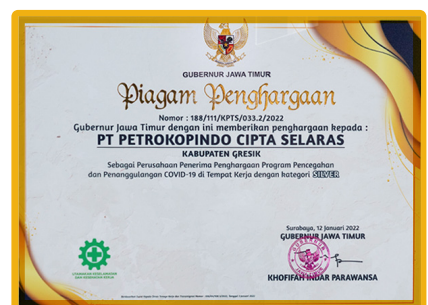 GUBERNUR JAWA TIMUR
Piagam Penghargaan
Nomor : 188/111/KPTS/033.2/2022
Gubernur Jawa Timur dengan ini memberikan penghargaan kepada :
PT PETROKOPINDO CIPTA SELARAS
KABUPATEN GRESIK
Sebagai Perusahaan Penerima Penghargaan Program Pencegahan
dan Penanggulangan COVID-19 di Tempat Kerja dengan kategori SILVER
Surabaya, 12 Januari 2022
GUBERNUR JAWA TIMUR
KHOFIFAH INDAR PARAWANSA